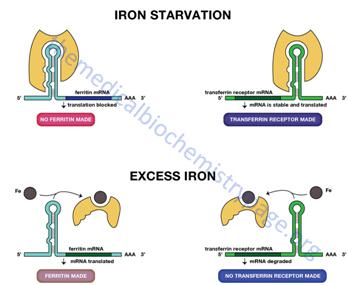 IRON STARVATION
ferritin mRNA
5' AAA 3'
translation blocked
NO FERRITIN MADE
transferrin receptor mRNA
5' AAA 3'
mRNA is stable and translated
TRANSFERRIN RECEPTOR MADE
EXCESS IRON
Fe
ferritin mRNA
5' AAA 3'
mRNA translated
FERRITIN MADE
Fe
transferrin receptor mRNA
5' AAA 3'
mRNA degraded
NO TRANSFERRIN RECEPTOR MADE
themedicalbiochemistrypage.org